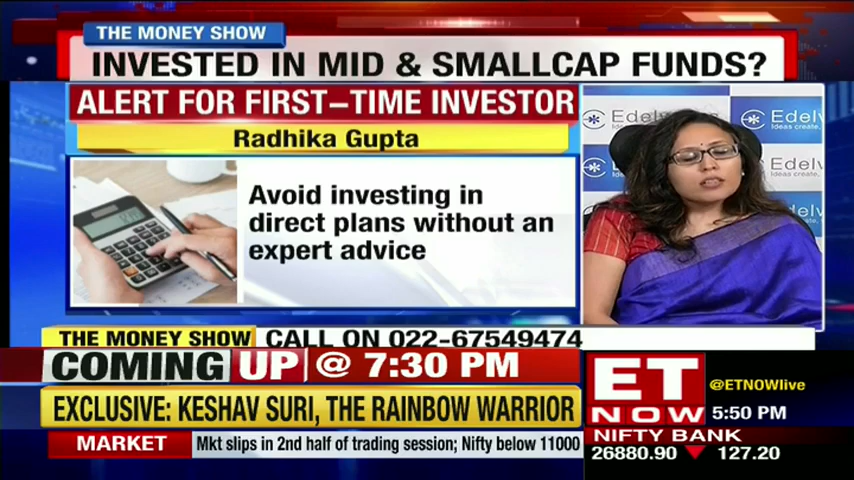 THE MONEY SHOW
INVESTED IN MID & SMALLCAP FUNDS?
ALERT FOR FIRST-TIME INVESTOR
Radhika Gupta
Avoid investing in
direct plans without an
expert advice
Edelw
Ideas create,
Edelw
Ideas create,
Edelw
THE MONEY SHOW
CALL ON 022-67549474
COMING UP @ 7:30 PM
EXCLUSIVE: KESHAV SURI, THE RAINBOW WARRIOR
MARKET
Mkt slips in 2nd half of trading session; Nifty below 11000
ET
NOW
@ETNOWlive
5:50 PM
NIFTY BANK
26880.90 ▼ 127.20